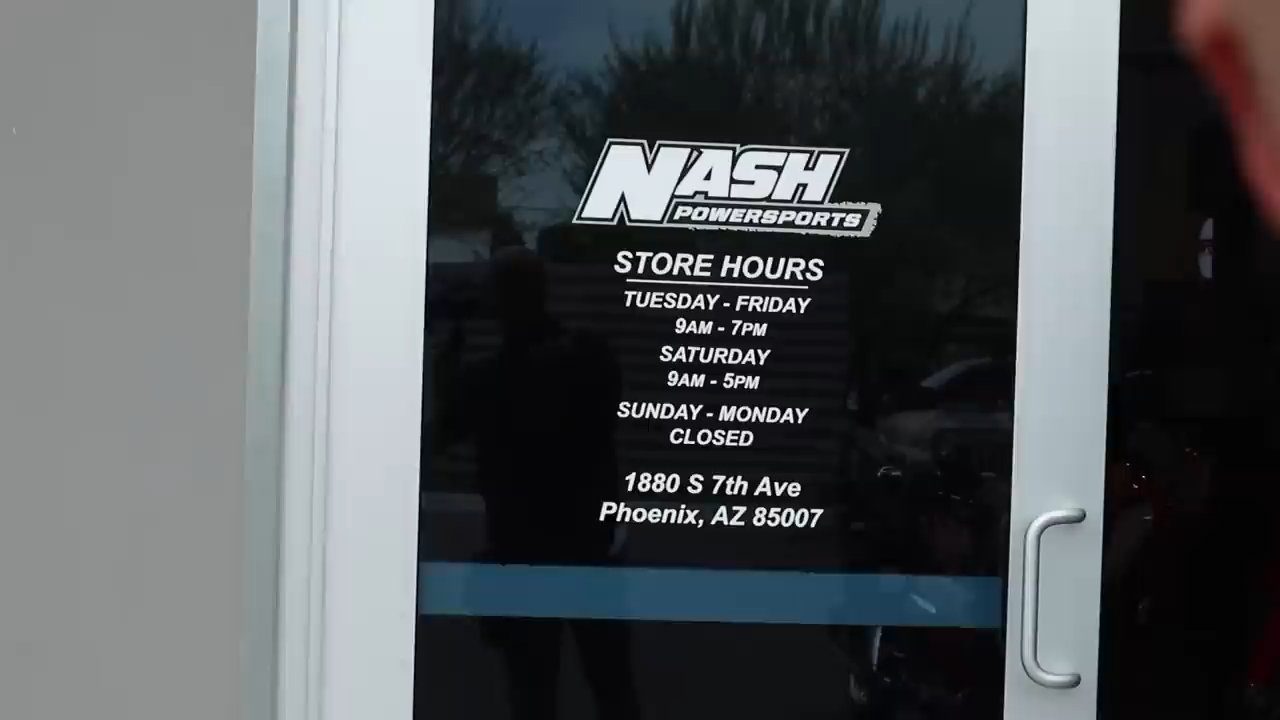 NASH
POWERSPORTS
STORE HOURS
TUESDAY - FRIDAY
9AM - 7PM
SATURDAY
9AM - 5PM
SUNDAY - MONDAY
CLOSED
1880 S 7th Ave
Phoenix, AZ 85007